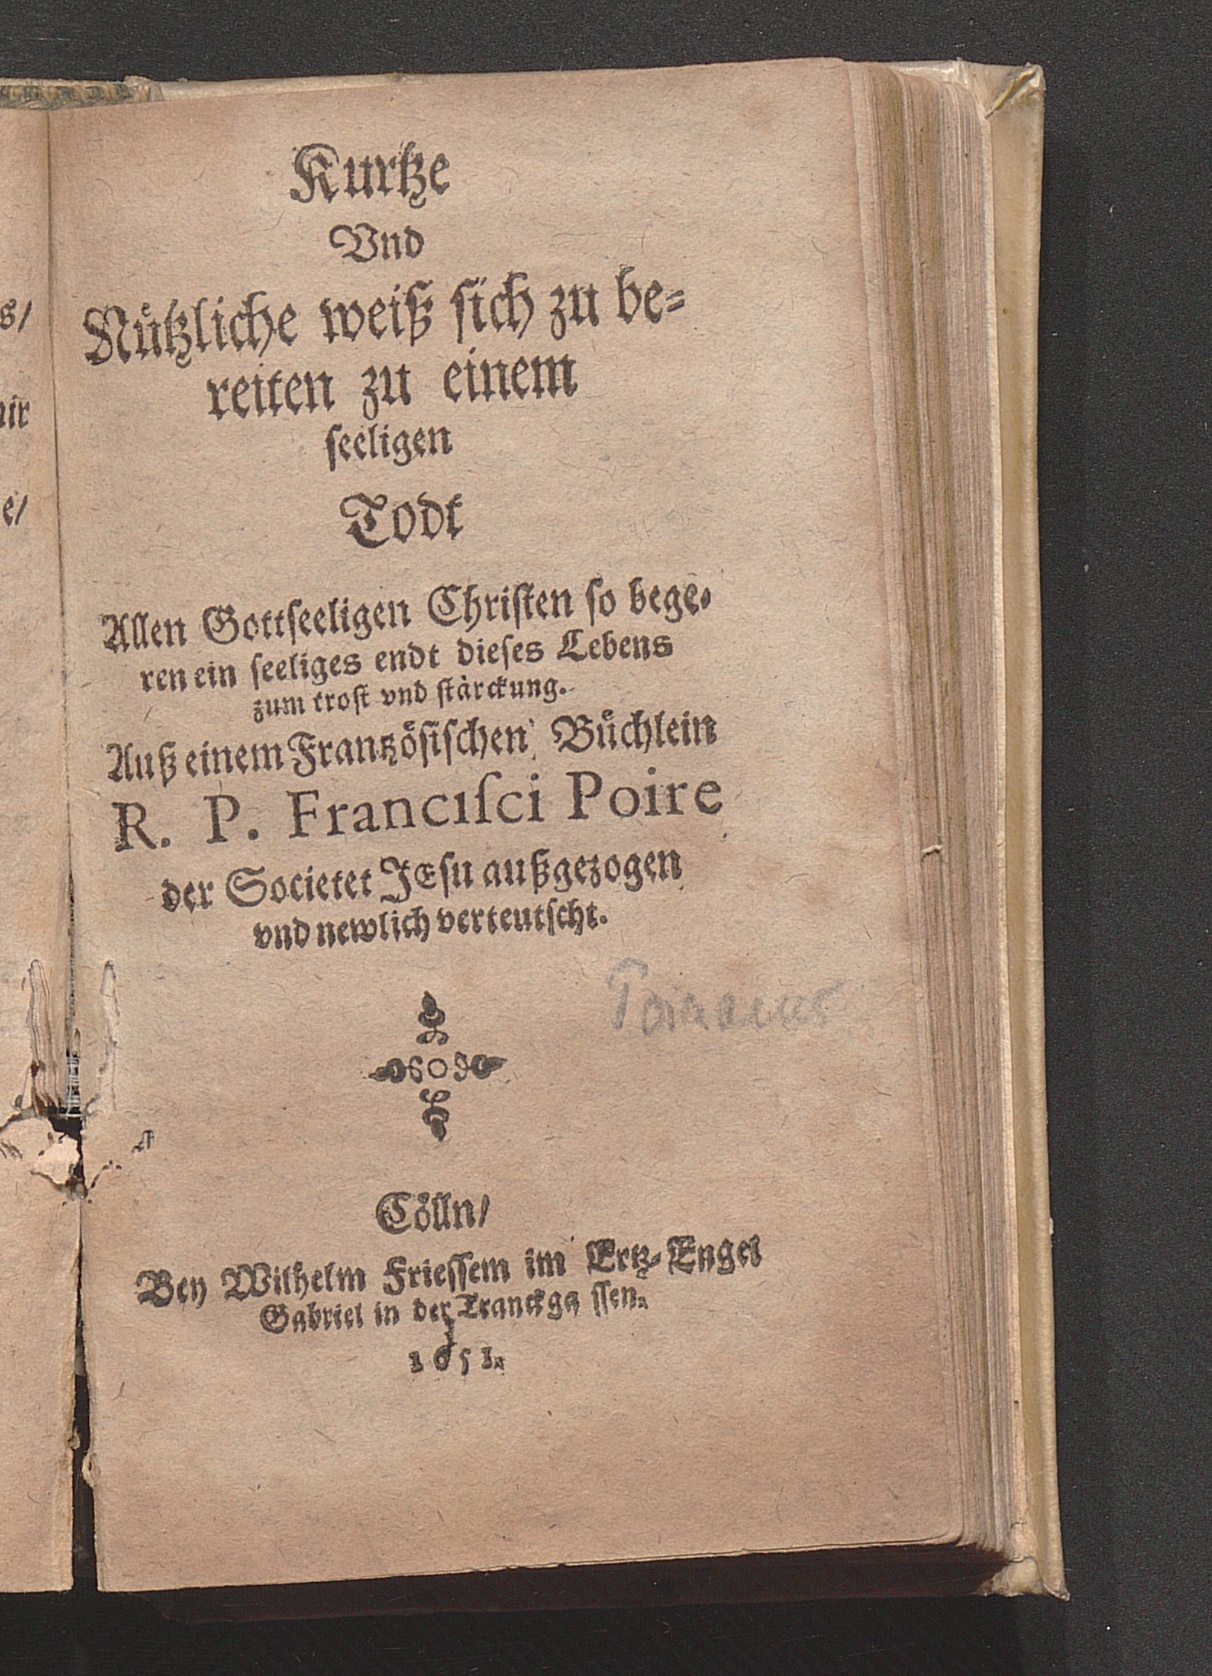 Kurtze
Vnd
Nützliche weiß sich zu be-
reiten zu einem
seeligen
Todt
Allen Gottseeligen Christen so bege-
ren ein seeliges endt dieses Lebens
zum trost vnd stärckung.
Auß einem Frantzösischen Büchlein
R. P. Francisci Poire
der Societet JEsu außgezogen
vnd newlich verteutscht.
Cölln/
Bey Wilhelm Friessem im Ertz-Engel
Gabriel in der Tranckgassen.
1651.